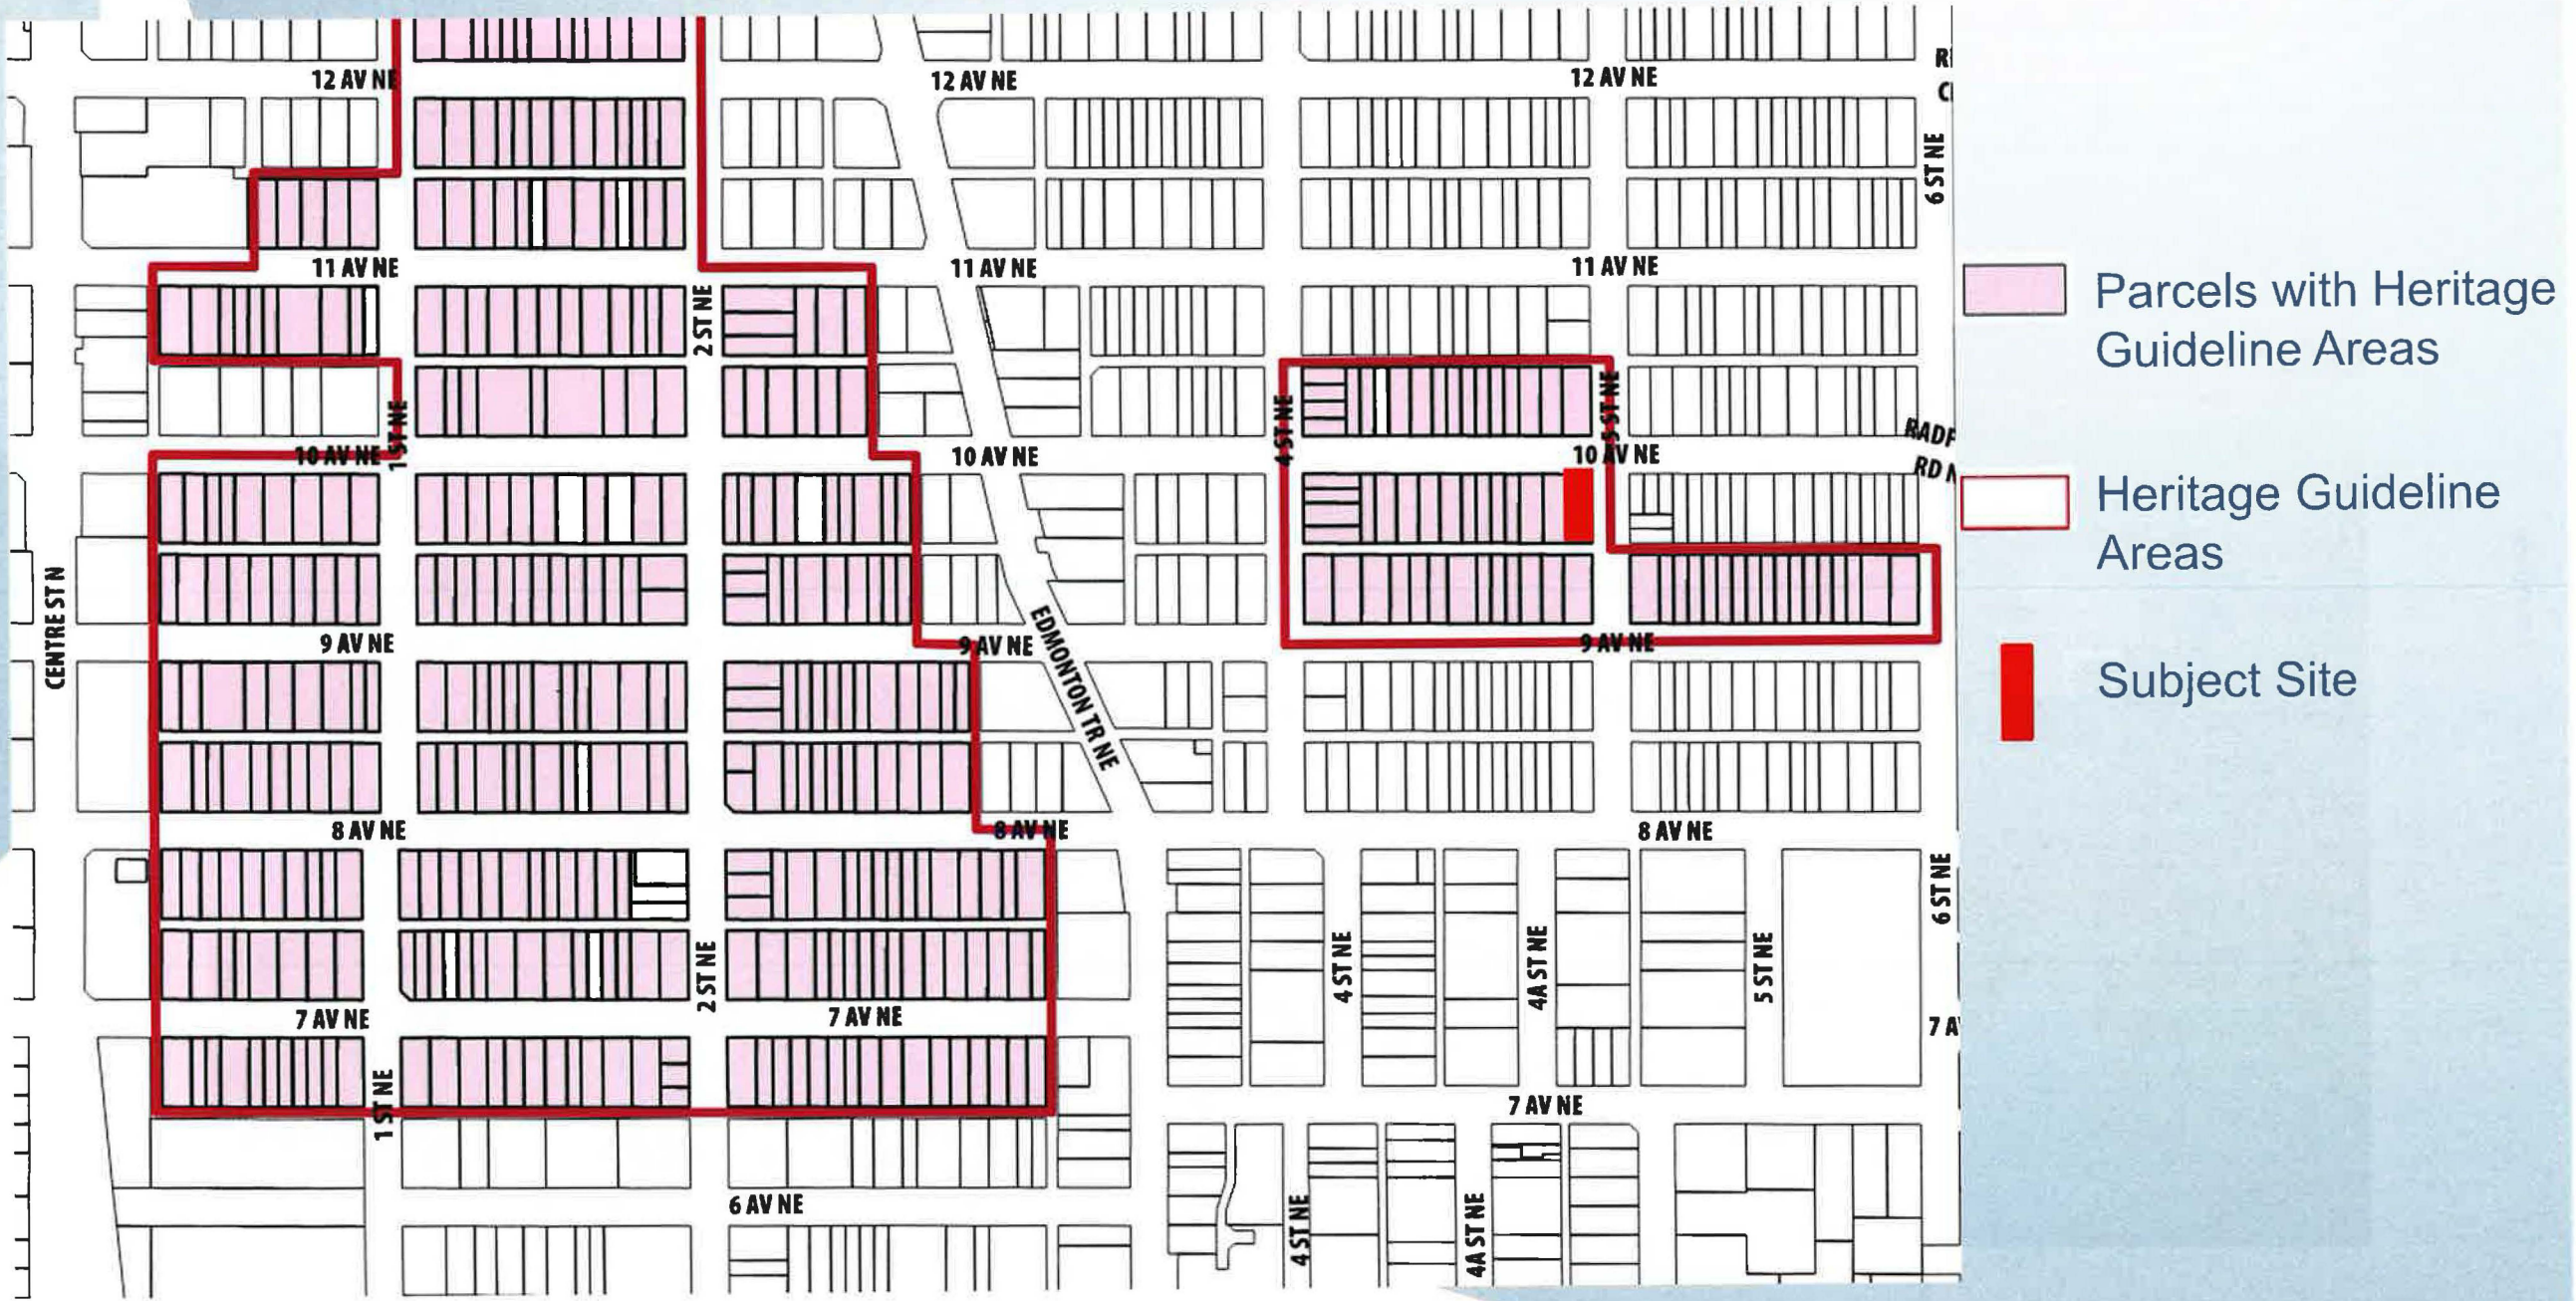 12 AV NE
12 AV NE
12 AV NE
6 ST NE
11 AV NE
11 AV NE
11 AV NE
2 ST NE
Parcels with Heritage
Guideline Areas
1 ST NE
4 ST NE
5 ST NE
10 AV NE
10 AV NE
10 AV NE
RD N
Heritage Guideline
Areas
CENTRE ST N
EDMONTON TR NE
9 AV NE
9 AV NE
9 AV NE
Subject Site
8 AV NE
8 AV NE
8 AV NE
6 ST NE
2 ST NE
4 ST NE
4A ST NE
5 ST NE
7 AV NE
7 AV NE
7 A
1 ST NE
7 AV NE
6 AV NE
4 ST NE
4A ST NE